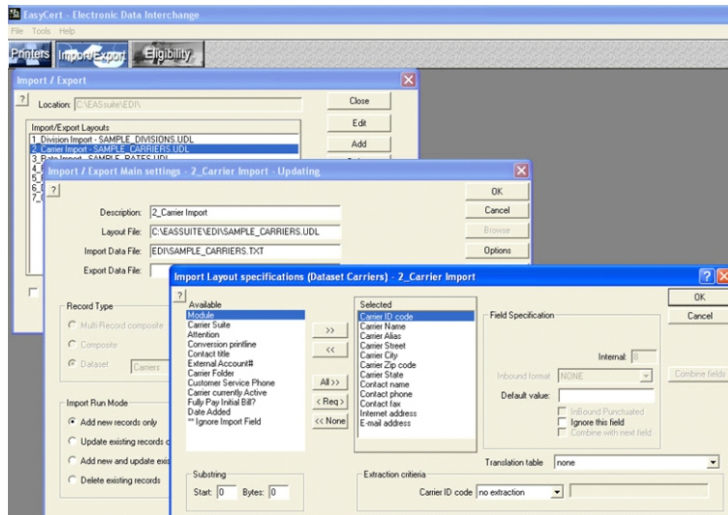 EasyCert - Electronic Data Interchange
File Tools Help
Printers Import/Export Eligibility
Import / Export
? Location: C:\EASsuite\EDI\ Close
Edit
Import/Export Layouts
1_Division Import - SAMPLE_DIVISIONS.UDL
2_Carrier Import - SAMPLE_CARRIERS.UDL Add
3_Rate Import - SAMPLE_RATES.UDL
Import / Export Main settings - 2_Carrier Import - Updating
? OK
Description: 2_Carrier Import Cancel
Layout File: C:\EASSUITE\EDI\SAMPLE_CARRIERS.UDL Browse
Import Data File: EDI\SAMPLE_CARRIERS.TXT Options
Export Data File:
Record Type
Multi Record composite
Composite
Dataset Carriers
Import Run Mode
Add new records only
Update existing records
Add new and update
Delete existing records
Import Layout specifications (Dataset Carriers) - 2_Carrier Import
? OK
Cancel
Available
Module
Carrier Suite
Attention
Conversion printline
Contact title
External Account#
Carrier Folder
Customer Service Phone
Carrier currently Active
Fully Pay Initial Bill?
Date Added
** Ignore Import Field
>>
<<
All >>
< Req >
<< None
Selected
Carrier ID code
Carrier Name
Carrier Alias
Carrier Street
Carrier City
Carrier Zip code
Carrier State
Contact name
Contact phone
Contact fax
Internet address
E-mail address
Field Specification
Internal: 0
Inbound format: NONE
Default value:
InBound Punctuated
Ignore this field
Combine with next field
Combine fields
Translation table none
Substring
Start: 0 Bytes: 0
Extraction critiera
Carrier ID code no extraction